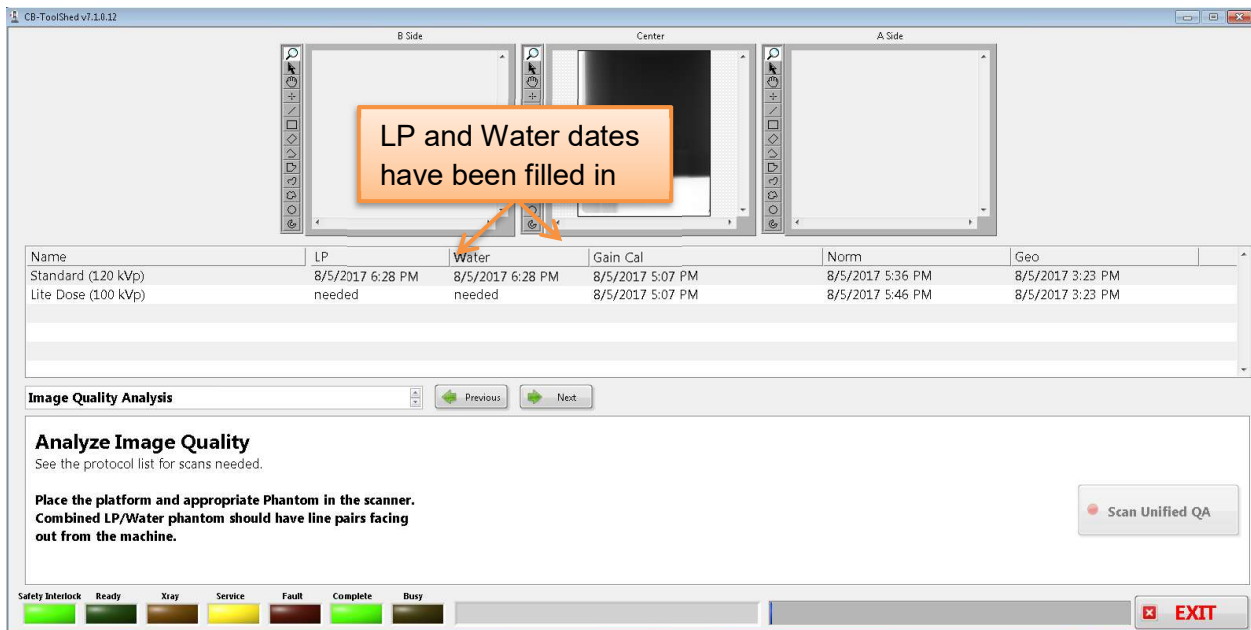 CB-ToolShed v7.1.0.12
B Side
Center
A Side
LP and Water dates
have been filled in
Name LP Water Gain Cal Norm Geo
Standard (120 kVp) 8/5/2017 6:28 PM 8/5/2017 6:28 PM 8/5/2017 5:07 PM 8/5/2017 5:36 PM 8/5/2017 3:23 PM
Lite Dose (100 kVp) needed needed 8/5/2017 5:07 PM 8/5/2017 5:46 PM 8/5/2017 3:23 PM
Image Quality Analysis Previous Next
Analyze Image Quality
See the protocol list for scans needed.
Place the platform and appropriate Phantom in the scanner.
Combined LP/Water phantom should have line pairs facing
out from the machine.
Scan Unified QA
Safety Interlock Ready Xray Service Fault Complete Busy
EXIT